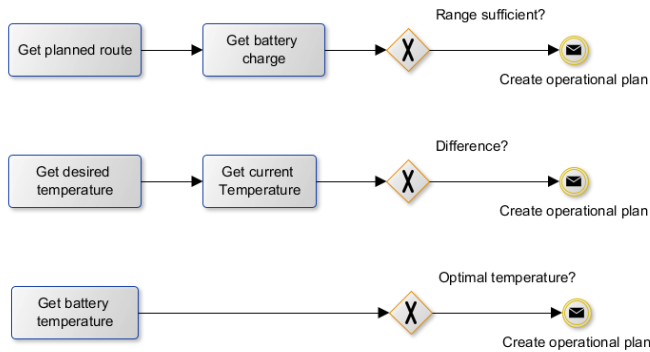 Range sufficient?
Get planned route
Get battery
charge
Create operational plan
Difference?
Get desired
temperature
Get current
Temperature
Create operational plan
Optimal temperature?
Get battery
temperature
Create operational plan